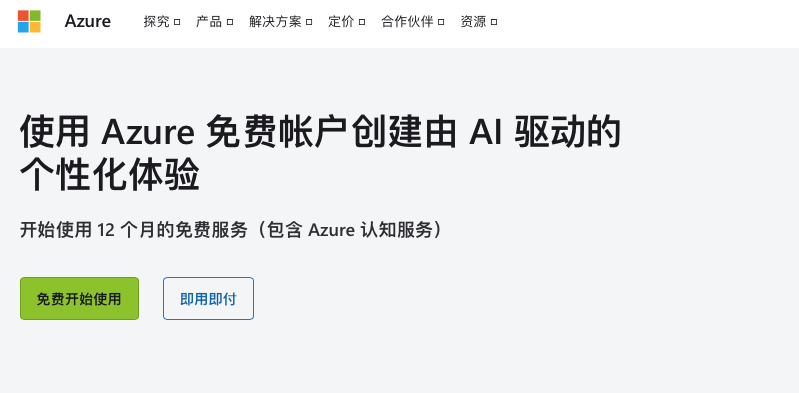 Azure 探究 产品 解决方案 定价 合作伙伴 资源
使用 Azure 免费帐户创建由 AI 驱动的
个性化体验
开始使用 12 个月的免费服务（包含 Azure 认知服务）
免费开始使用 即用即付